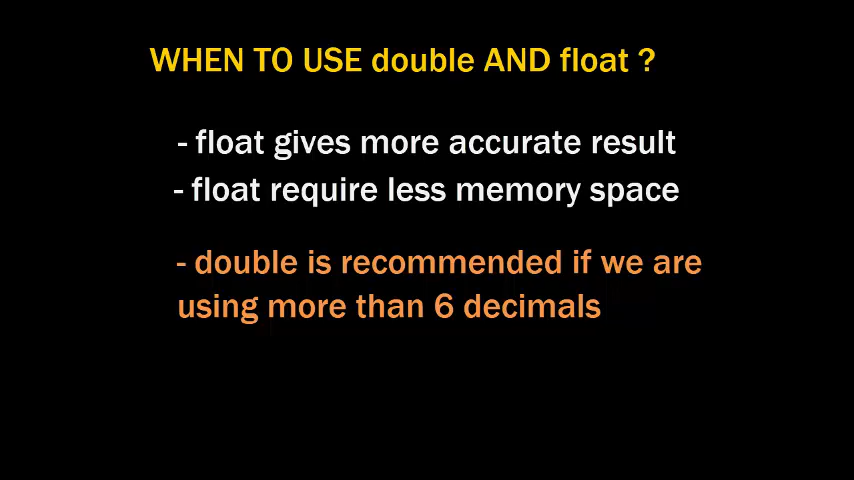 WHEN TO USE double AND float ?
- float gives more accurate result
- float require less memory space
- double is recommended if we are
using more than 6 decimals